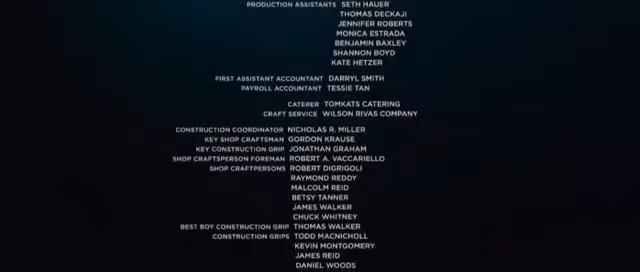 PRODUCTION ASSISTANTS SETH HAUER
THOMAS DECKAJI
JENNIFER ROBERTS
MONICA ESTRADA
BENJAMIN BAXLEY
SHANNON BOYD
KATE HETZER
FIRST ASSISTANT ACCOUNTANT DARRYL SMITH
PAYROLL ACCOUNTANT TESSIE TAN
CATERER TOMKATS CATERING
CRAFT SERVICE WILSON RIVAS COMPANY
CONSTRUCTION COORDINATOR NICHOLAS R. MILLER
KEY SHOP CRAFTSMAN GORDON KRAUSE
KEY CONSTRUCTION GRIP JONATHAN GRAHAM
SHOP CRAFTSPERSON FOREMAN ROBERT A. VACCARIELLO
SHOP CRAFTPERSONS ROBERT DIGRIGOLI
RAYMOND REDDY
MALCOLM REID
BETSY TANNER
JAMES WALKER
CHUCK WHITNEY
BEST BOY CONSTRUCTION GRIP THOMAS WALKER
CONSTRUCTION GRIPS TODD MACNICHOLL
KEVIN MONTGOMERY
JAMES REID
DANIEL WOODS